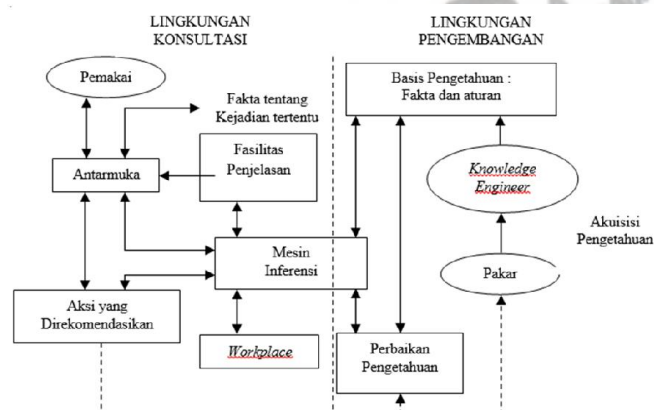 LINGKUNGAN
KONSULTASI
LINGKUNGAN
PENGEMBANGAN
Pemakai
Fakta tentang
Kejadian tertentu
Basis Pengetahuan :
Fakta dan aturan
Fasilitas
Penjelasan
Antarmuka
Knowledge
Engineer
Akuisisi
Pengetahuan
Mesin
Inferensi
Pakar
Aksi yang
Direkomendasikan
Workplace
Perbaikan
Pengetahuan